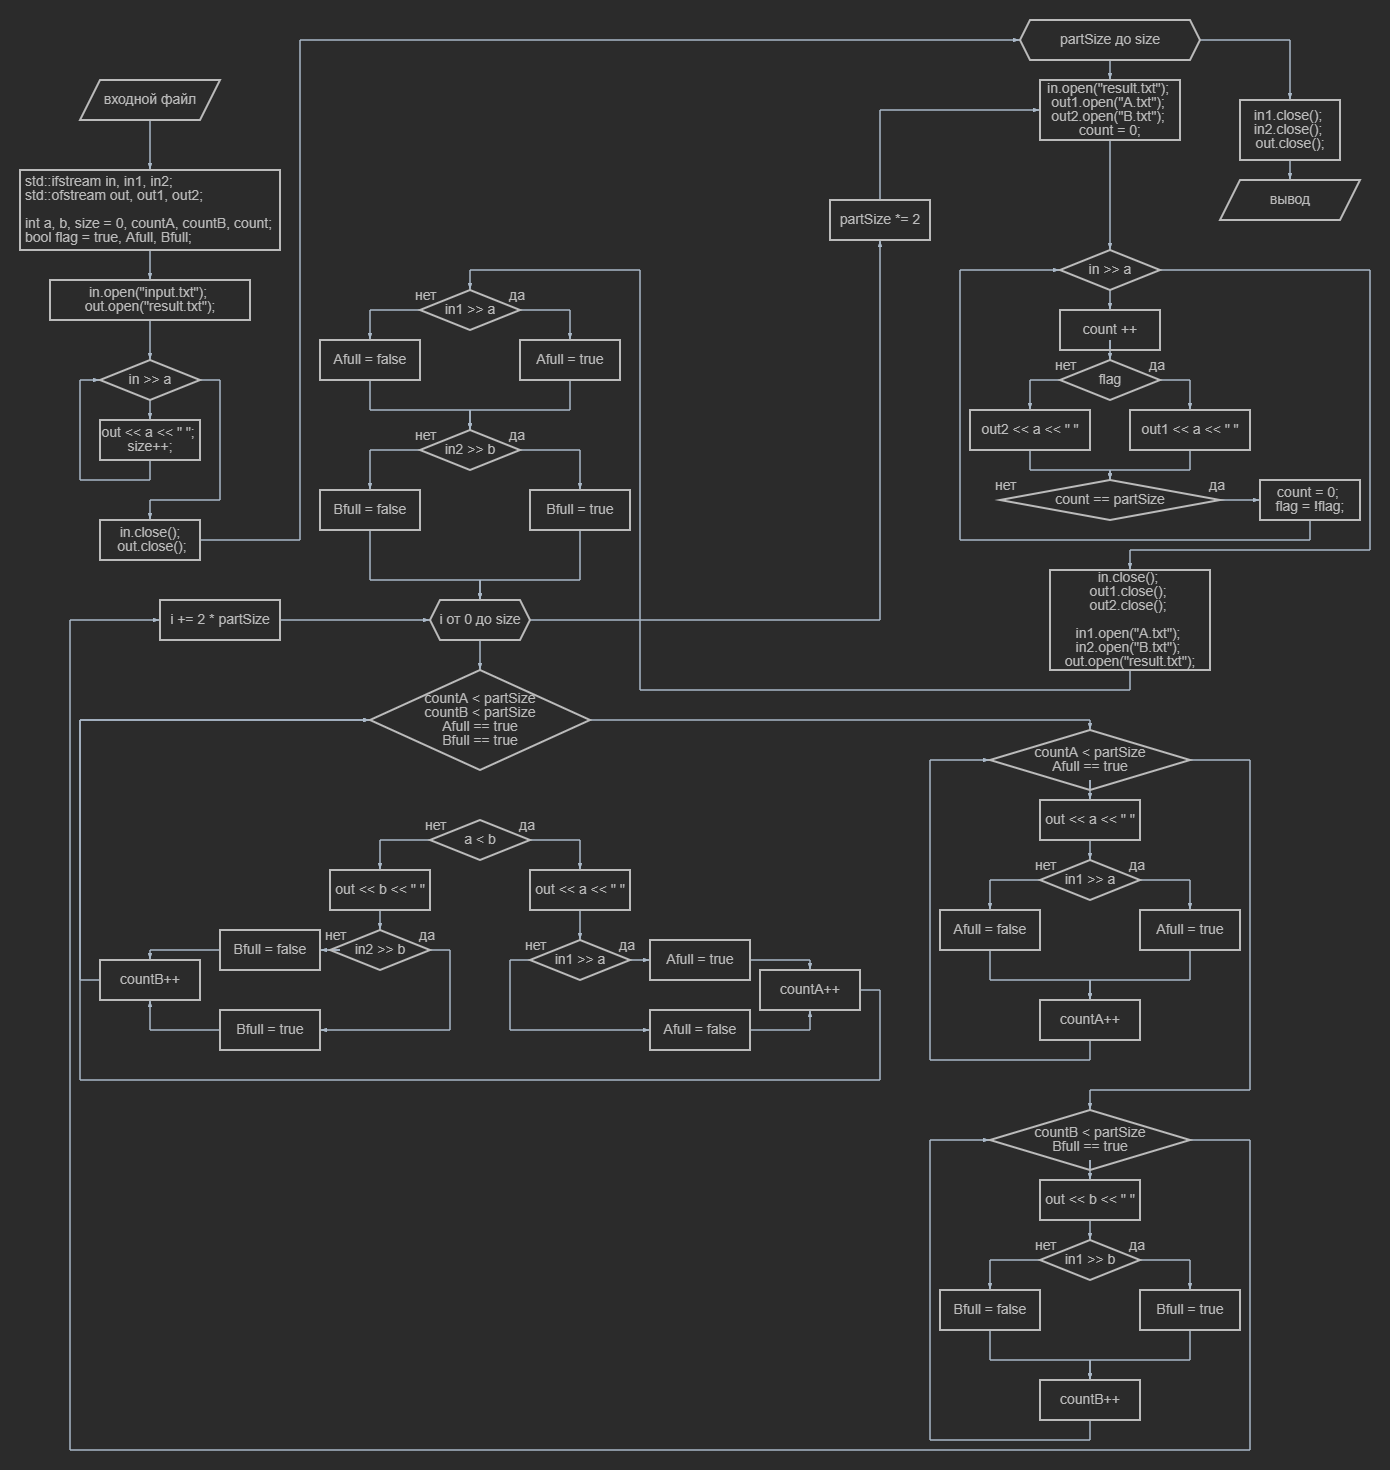 входной файл
std::ifstream in, in1, in2;
std::ofstream out, out1, out2;
int a, b, size = 0, countA, countB, count;
bool flag = true, Afull, Bfull;
in.open("input.txt");
out.open("result.txt");
in >> a
out << a << " ";
size++;
in.close();
out.close();
partSize до size
in.open("result.txt");
out1.open("A.txt");
out2.open("B.txt");
count = 0;
in1.close();
in2.close();
out.close();
вывод
partSize *= 2
in >> a
count ++
нет
да
flag
out2 << a << " "
out1 << a << " "
нет
да
count == partSize
count = 0;
flag = !flag;
in.close();
out1.close();
out2.close();
in1.open("A.txt");
in2.open("B.txt");
out.open("result.txt");
нет
да
in1 >> a
Afull = false
Afull = true
нет
да
in2 >> b
Bfull = false
Bfull = true
i += 2 * partSize
i от 0 до size
countA < partSize
countB < partSize
Afull == true
Bfull == true
нет
да
a < b
out << b << " "
out << a << " "
нет
да
in2 >> b
Bfull = false
countB++
Bfull = true
нет
да
in1 >> a
Afull = true
countA++
Afull = false
countA < partSize
Afull == true
out << a << " "
нет
да
in1 >> a
Afull = false
Afull = true
countA++
countB < partSize
Bfull == true
out << b << " "
нет
да
in1 >> b
Bfull = false
Bfull = true
countB++